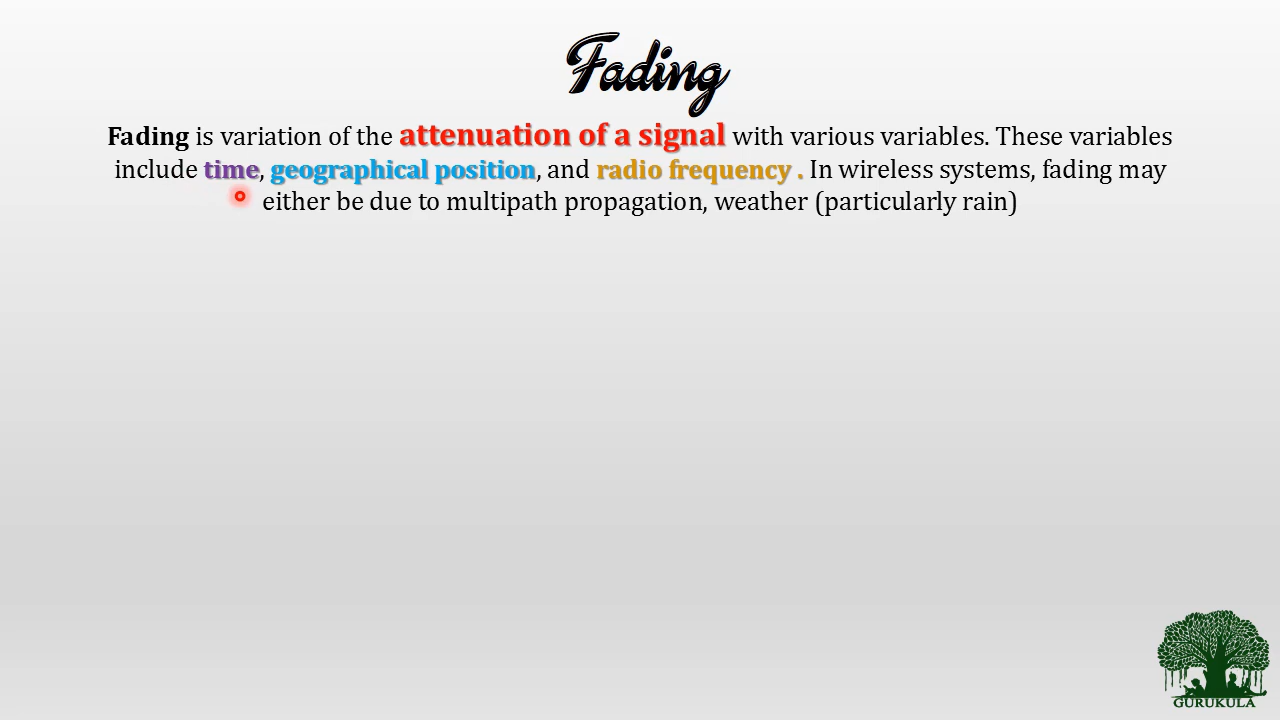 Fading
Fading is variation of the attenuation of a signal with various variables. These variables
include time, geographical position, and radio frequency . In wireless systems, fading may
either be due to multipath propagation, weather (particularly rain)
GURUKULA